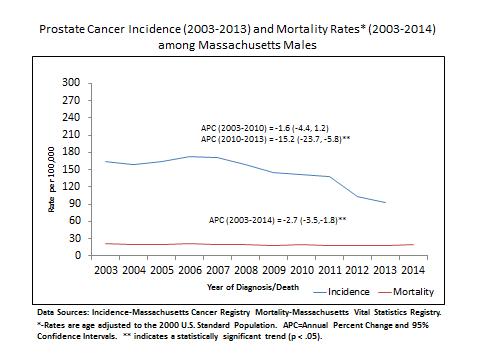 Prostate Cancer Incidence (2003-2013) and Mortality Rates* (2003-2014)
among Massachusetts Males
300
270
240
210
180
150
120
90
60
30
0
Rate per 100,000
APC (2003-2010) = -1.6 (-4.4, 1.2)
APC (2010-2013) = -15.2 (-23.7, -5.8)**
APC (2003-2014) = -2.7 (-3.5,-1.8)**
2003 2004 2005 2006 2007 2008 2009 2010 2011 2012 2013 2014
Year of Diagnosis/Death
Incidence Mortality
Data Sources: Incidence-Massachusetts Cancer Registry Mortality-Massachusetts Vital Statistics Registry.
*-Rates are age adjusted to the 2000 U.S. Standard Population. APC=Annual Percent Change and 95%
Confidence Intervals. ** indicates a statistically significant trend (p < .05).